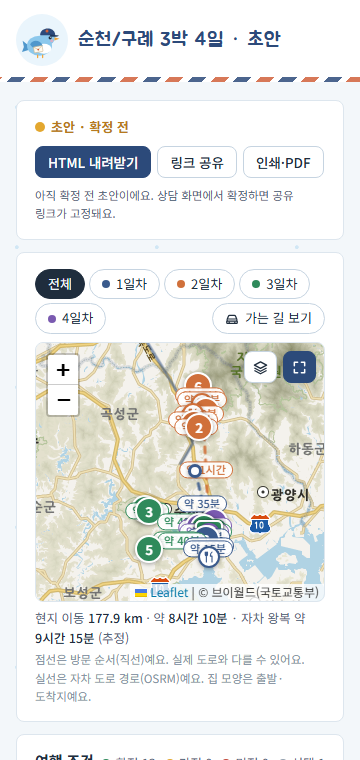 순천/구례 3박 4일 · 초안
초안 · 확정 전
HTML 내려받기
링크 공유
인쇄·PDF
아직 확정 전 초안이에요. 상담 화면에서 확정하면 공유
링크가 고정돼요.
전체
1일차
2일차
3일차
4일차
가는 길 보기
+
−
6
2
곡성군
하동군
1시간
광양시
약 35분
3
10
5
보성군
Leaflet | © 브이월드(국토교통부)
현지 이동 177.9 km · 약 8시간 10분 · 자차 왕복 약
9시간 15분 (추정)
점선은 방문 순서(직선)예요. 실제 도로와 다를 수 있어요.
실선은 자차 도로 경로(OSRM)예요. 집 모양은 출발·
도착지예요.